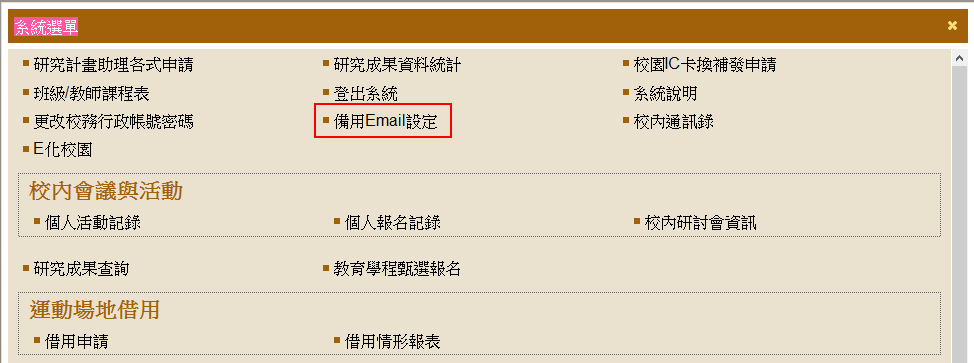 系統選單
研究計畫助理各式申請 研究成果資料統計 校園IC卡換補發申請
班級/教師課程表 登出系統 系統說明
更改校務行政帳號密碼 備用Email設定 校內通訊錄
E化校園
校內會議與活動
個人活動記錄 個人報名記錄 校內研討會資訊
研究成果查詢 教育學程甄選報名
運動場地借用
借用申請 借用情形報表